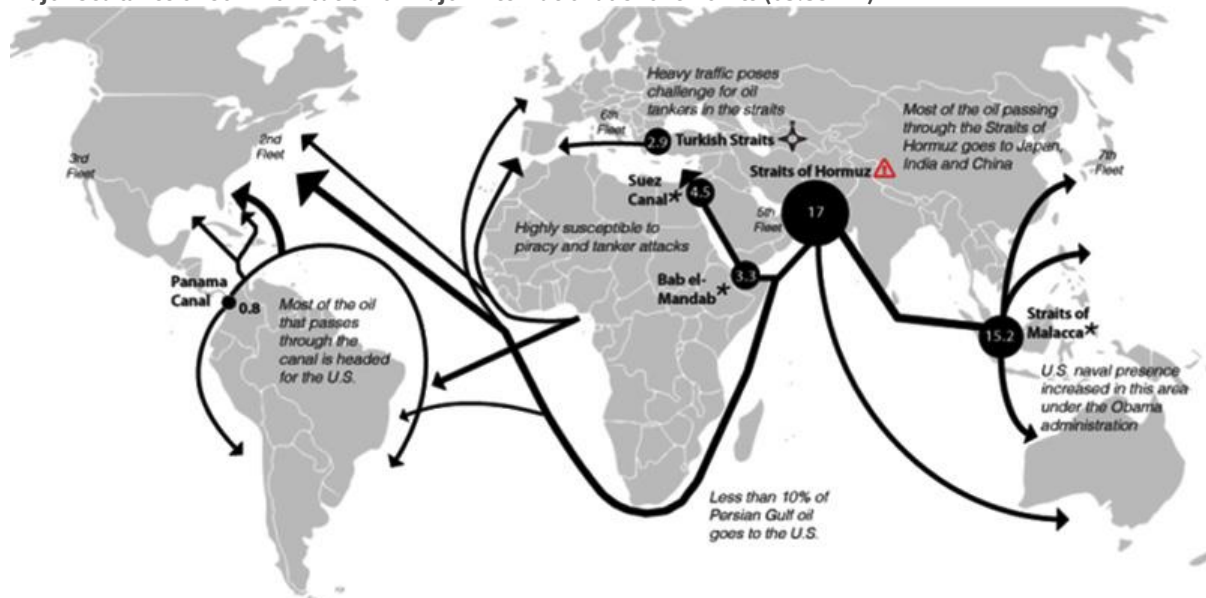 Heavy traffic poses
challenge for oil
tankers in the straits
6th
Fleet
2.9
Turkish Straits
Most of the oil passing
through the Straits of
Hormuz goes to Japan,
India and China
2nd
Fleet
3rd
Fleet
7th
Fleet
Straits of Hormuz
Suez
Canal*
4.5
17
5th
Fleet
Highly susceptible to
piracy and tanker attacks
Bab el-
Mandab*
3.3
Panama
Canal
0.8
Most of the oil
that passes
through the
canal is headed
for the U.S.
Straits of
Malacca*
15.2
U.S. naval presence
increased in this area
under the Obama
administration
Less than 10% of
Persian Gulf oil
goes to the U.S.